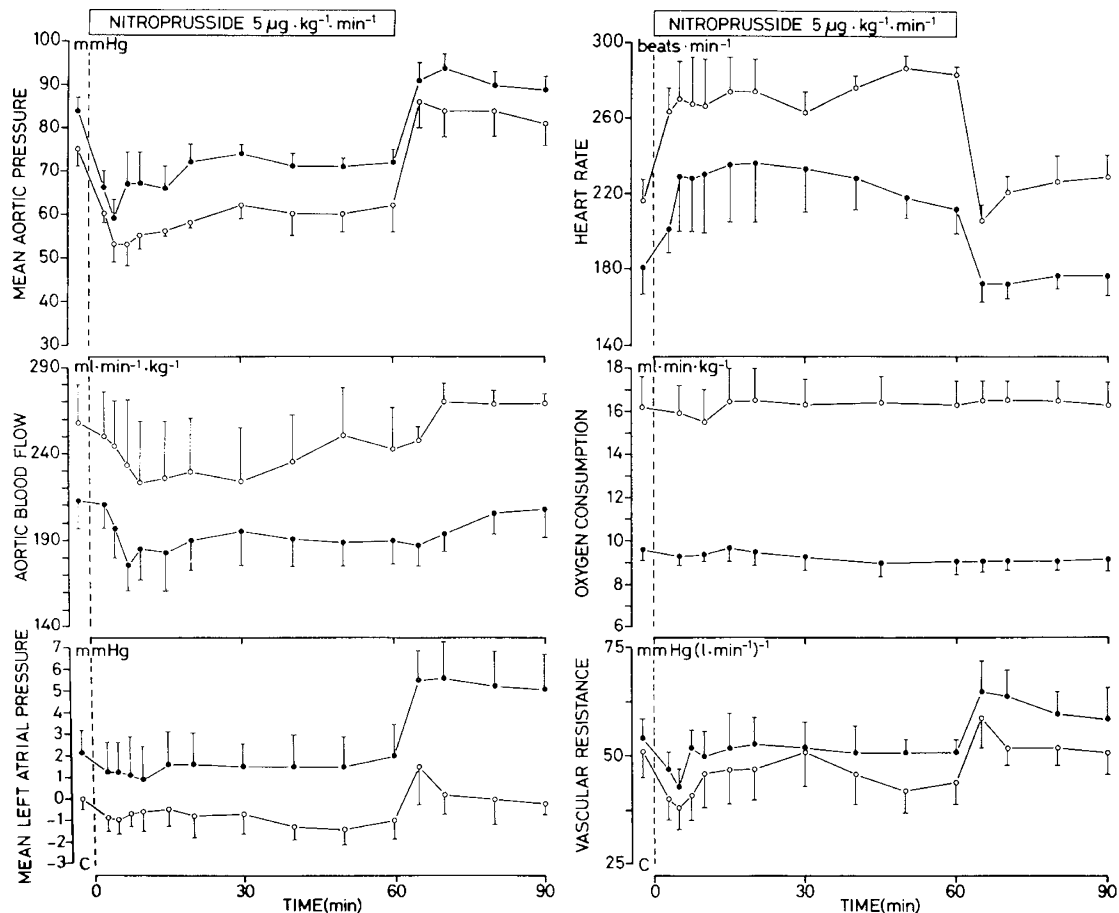 NITROPRUSSIDE 5 µg·kg⁻¹·min⁻¹
mmHg
100
90
80
70
60
50
40
30
MEAN AORTIC PRESSURE
ml·min⁻¹·kg⁻¹
290
240
190
140
AORTIC BLOOD FLOW
mmHg
7
6
5
4
3
2
1
0
-1
-2
-3
MEAN LEFT ATRIAL PRESSURE
C
0
30
60
90
TIME(min)
NITROPRUSSIDE 5 µg·kg⁻¹·min⁻¹
beats·min⁻¹
300
260
220
180
140
HEART RATE
ml·min·kg⁻¹
18
16
14
12
10
8
6
OXYGEN CONSUMPTION
mmHg(l·min⁻¹)⁻¹
75
50
25
VASCULAR RESISTANCE
C
0
30
60
90
TIME(min)